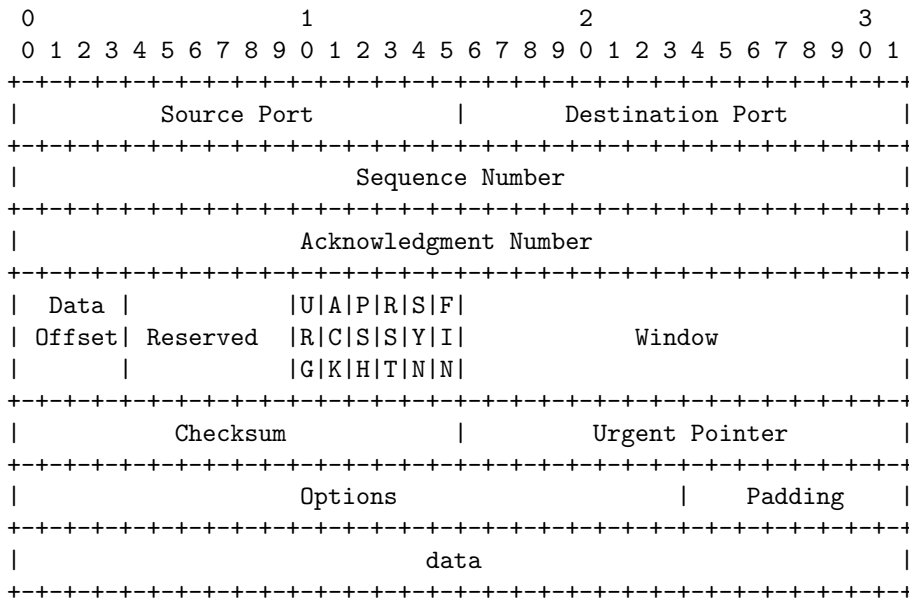 0                   1                   2                   3
 0 1 2 3 4 5 6 7 8 9 0 1 2 3 4 5 6 7 8 9 0 1 2 3 4 5 6 7 8 9 0 1
+-+-+-+-+-+-+-+-+-+-+-+-+-+-+-+-+-+-+-+-+-+-+-+-+-+-+-+-+-+-+-+-+
|          Source Port          |       Destination Port        |
+-+-+-+-+-+-+-+-+-+-+-+-+-+-+-+-+-+-+-+-+-+-+-+-+-+-+-+-+-+-+-+-+
|                        Sequence Number                        |
+-+-+-+-+-+-+-+-+-+-+-+-+-+-+-+-+-+-+-+-+-+-+-+-+-+-+-+-+-+-+-+-+
|                    Acknowledgment Number                      |
+-+-+-+-+-+-+-+-+-+-+-+-+-+-+-+-+-+-+-+-+-+-+-+-+-+-+-+-+-+-+-+-+
|  Data |           |U|A|P|R|S|F|                               |
| Offset| Reserved  |R|C|S|S|Y|I|            Window             |
|       |           |G|K|H|T|N|N|                               |
+-+-+-+-+-+-+-+-+-+-+-+-+-+-+-+-+-+-+-+-+-+-+-+-+-+-+-+-+-+-+-+-+
|           Checksum            |         Urgent Pointer        |
+-+-+-+-+-+-+-+-+-+-+-+-+-+-+-+-+-+-+-+-+-+-+-+-+-+-+-+-+-+-+-+-+
|                    Options                    |    Padding    |
+-+-+-+-+-+-+-+-+-+-+-+-+-+-+-+-+-+-+-+-+-+-+-+-+-+-+-+-+-+-+-+-+
|                             data                              |
+-+-+-+-+-+-+-+-+-+-+-+-+-+-+-+-+-+-+-+-+-+-+-+-+-+-+-+-+-+-+-+-+